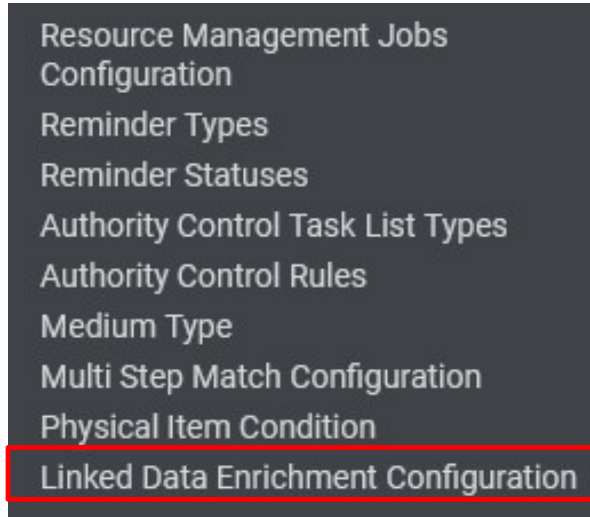 Resource Management Jobs
Configuration
Reminder Types
Reminder Statuses
Authority Control Task List Types
Authority Control Rules
Medium Type
Multi Step Match Configuration
Physical Item Condition
Linked Data Enrichment Configuration